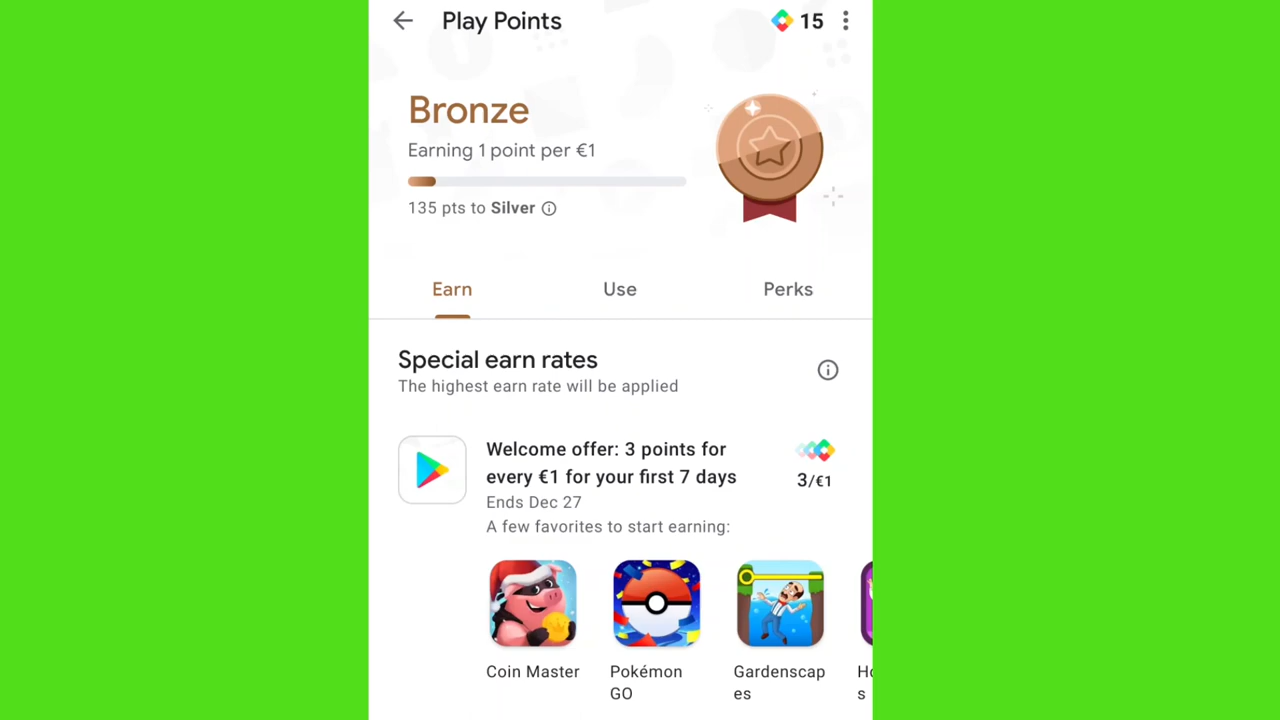 Play Points
15
Bronze
Earning 1 point per €1
135 pts to Silver
Earn
Use
Perks
Special earn rates
The highest earn rate will be applied
Welcome offer: 3 points for
every €1 for your first 7 days
3/€1
Ends Dec 27
A few favorites to start earning:
Coin Master
Pokémon
GO
Gardenscap
es
Ho
s